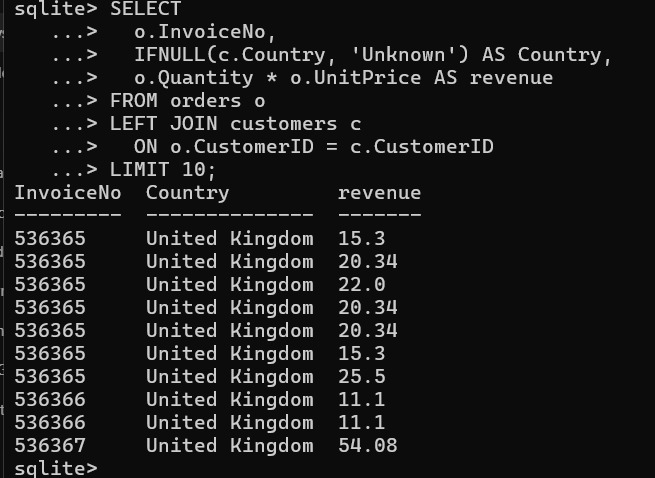 sqlite> SELECT
   ...>   o.InvoiceNo,
   ...>   IFNULL(c.Country, 'Unknown') AS Country,
   ...>   o.Quantity * o.UnitPrice AS revenue
   ...> FROM orders o
   ...> LEFT JOIN customers c
   ...>   ON o.CustomerID = c.CustomerID
   ...> LIMIT 10;
InvoiceNo  Country         revenue
---------  --------------  -------
536365     United Kingdom  15.3
536365     United Kingdom  20.34
536365     United Kingdom  22.0
536365     United Kingdom  20.34
536365     United Kingdom  20.34
536365     United Kingdom  15.3
536365     United Kingdom  25.5
536366     United Kingdom  11.1
536366     United Kingdom  11.1
536367     United Kingdom  54.08
sqlite>